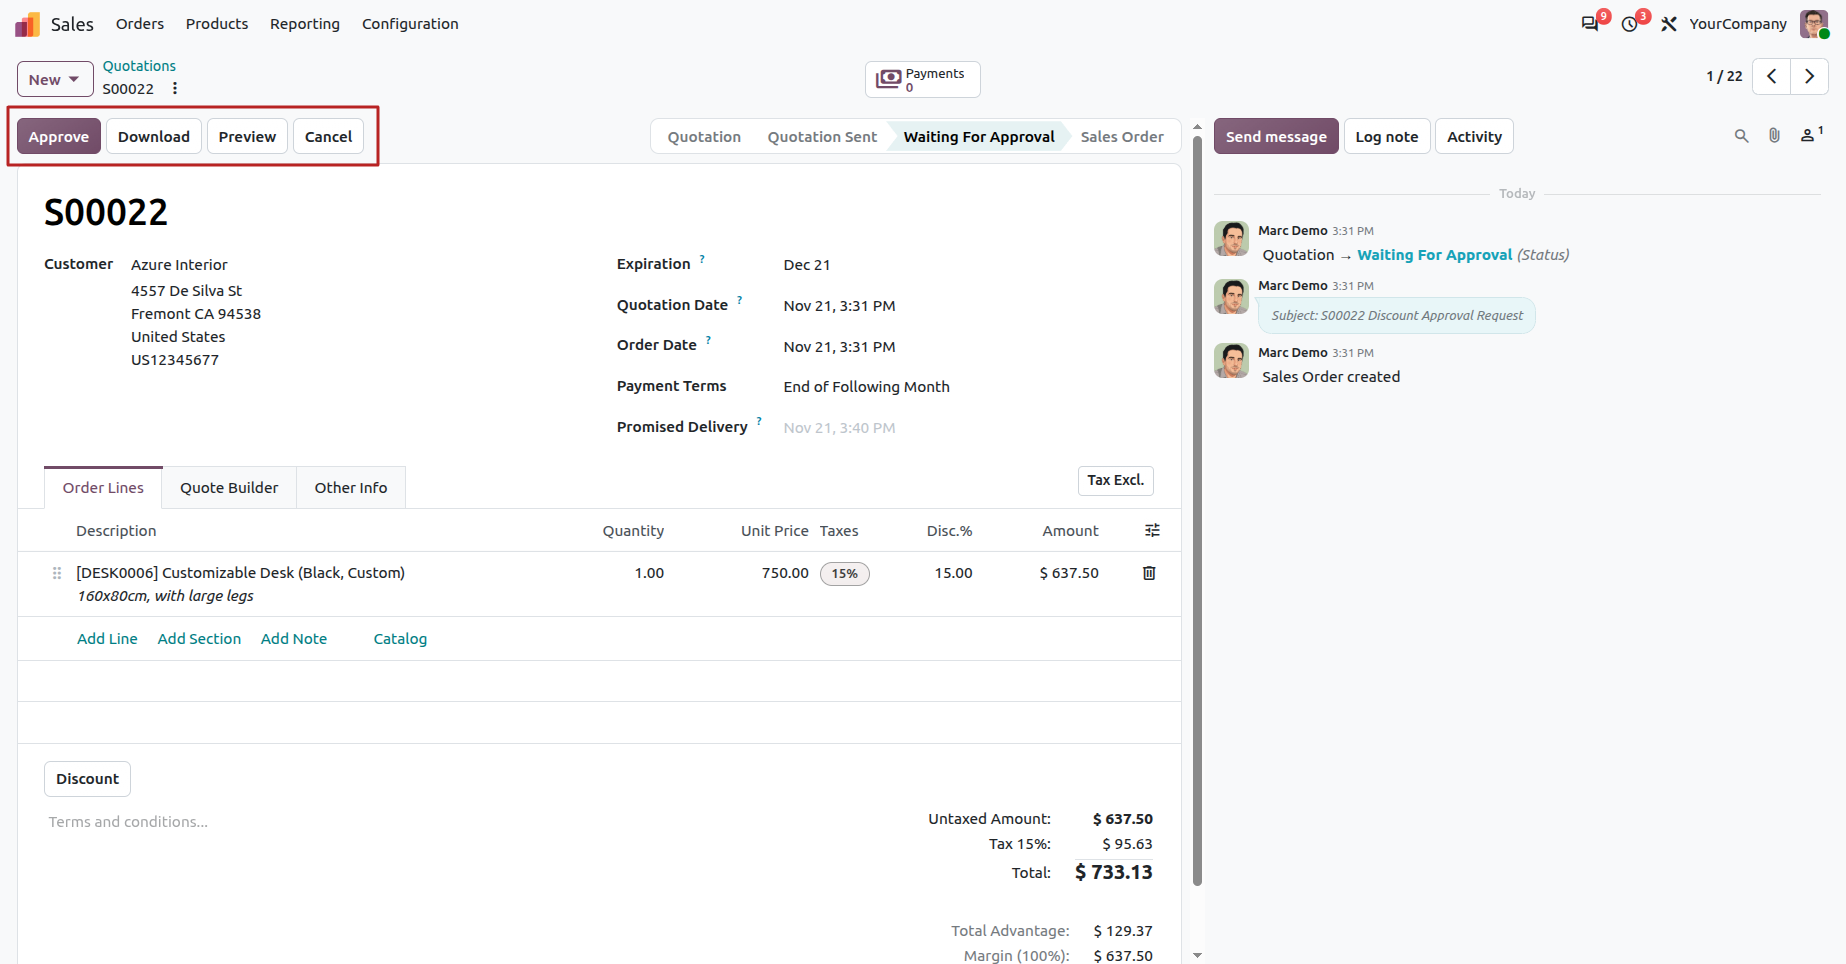 Sales Orders Products Reporting Configuration 9 3 YourCompany
New Quotations
S00022
Payments
0
1 / 22
Approve Download Preview Cancel
Quotation Quotation Sent Waiting For Approval Sales Order
Send message Log note Activity 1
S00022
Customer Azure Interior
4557 De Silva St
Fremont CA 94538
United States
US12345677
Expiration ? Dec 21
Quotation Date ? Nov 21, 3:31 PM
Order Date ? Nov 21, 3:31 PM
Payment Terms End of Following Month
Promised Delivery ? Nov 21, 3:40 PM
Order Lines Quote Builder Other Info Tax Excl.
Description Quantity Unit Price Taxes Disc.% Amount
[DESK0006] Customizable Desk (Black, Custom) 1.00 750.00 15% 15.00 $ 637.50
160x80cm, with large legs
Add Line Add Section Add Note Catalog
Discount
Terms and conditions...
Untaxed Amount: $ 637.50
Tax 15%: $ 95.63
Total: $ 733.13
Total Advantage: $ 129.37
Margin (100%): $ 637.50
Today
Marc Demo 3:31 PM
Quotation → Waiting For Approval (Status)
Marc Demo 3:31 PM
Subject: S00022 Discount Approval Request
Marc Demo 3:31 PM
Sales Order created